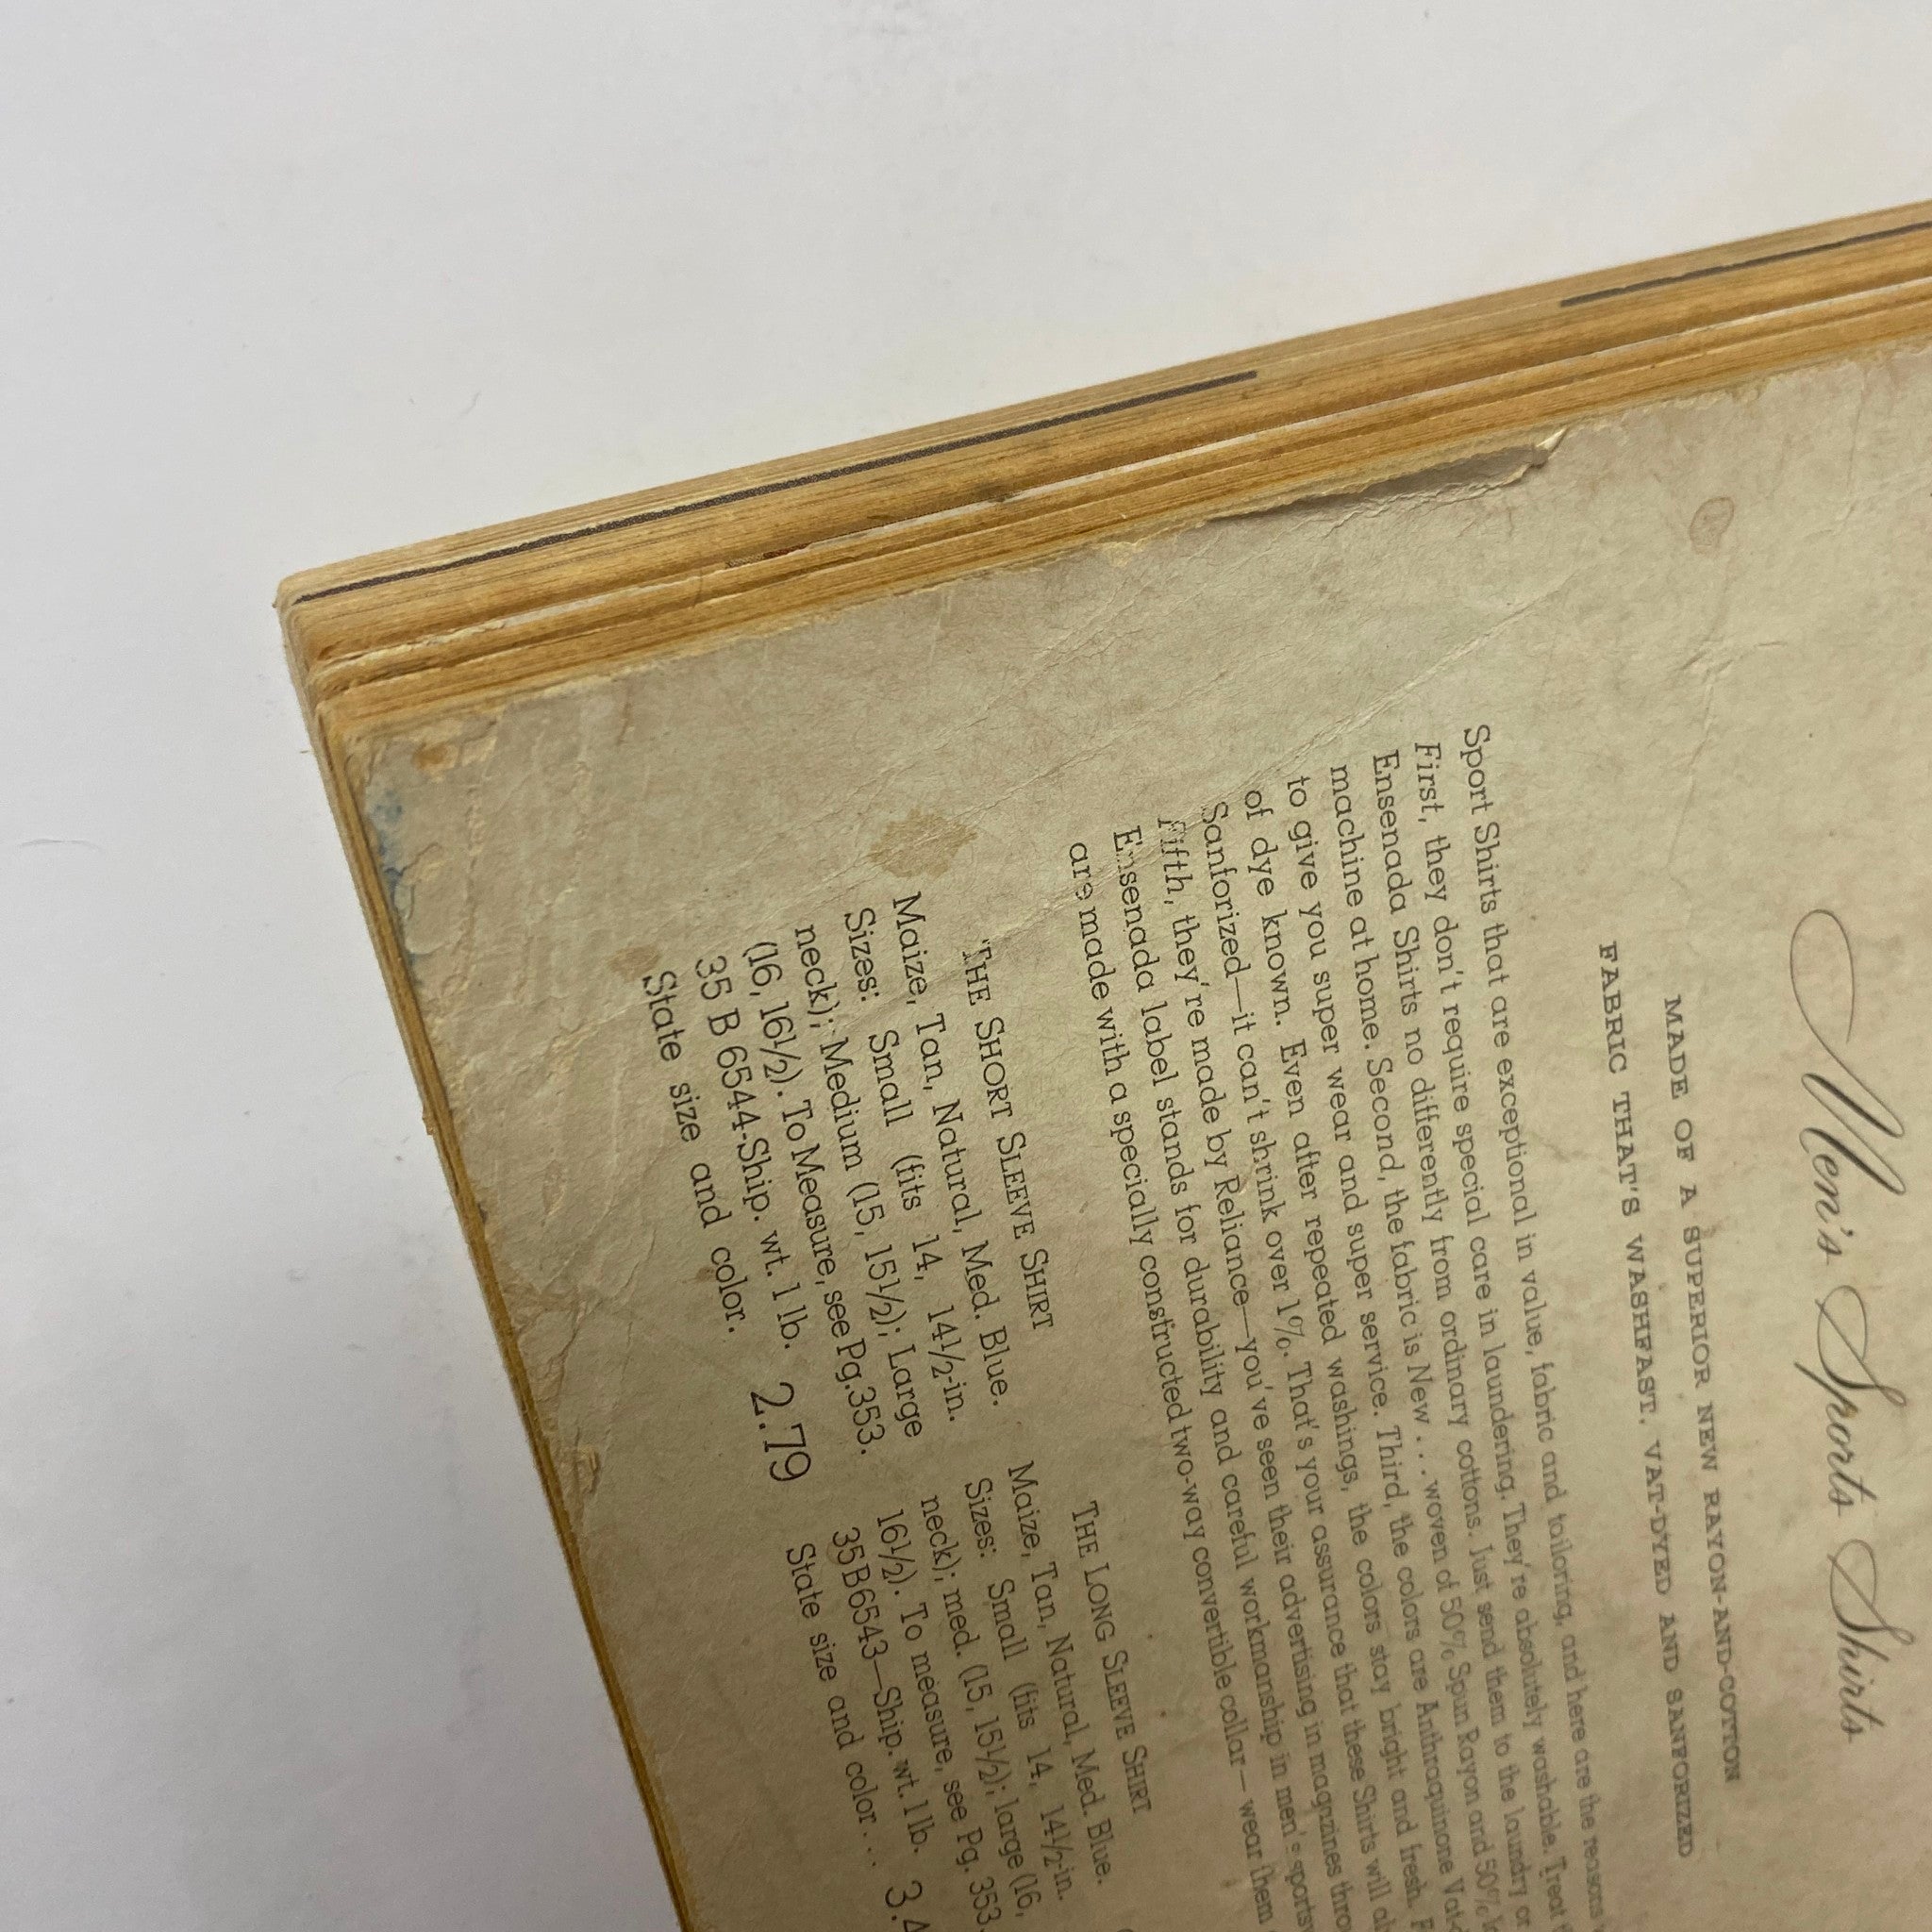 Men's Sports Shirts
MADE OF A SUPERIOR NEW RAYON-AND-COTTON
FABRIC THAT'S WASHFAST. VAT-DYED AND SANFORIZED
Sport Shirts that are exceptional in value, fabric and tailoring, and here are the reasons
First, they don't require special care in laundering. They're absolutely washable. Treat
Ensenada Shirts no differently from ordinary cottons. Just send them to the laundry or
machine at home. Second, the fabric is New . . . woven of 50% Spun Rayon and 50%
to give you super wear and super service. Third, the colors are Anthraquinone Vat-
of dye known. Even after repeated washings, the colors stay bright and fresh. F
Sanforized—it can't shrink over 1%. That's your assurance that these Shirts will al
Fifth, they're made by Reliance—you've seen their advertising in magazines thro
Ensenada label stands for durability and careful workmanship in men's sportsw
are made with a specially constructed two-way convertible collar—wear them
THE SHORT SLEEVE SHIRT
Maize, Tan, Natural, Med. Blue.
Sizes: Small (fits 14, 14½-in.
neck); Medium (15, 15½); Large
(16, 16½). To Measure, see Pg. 353.
35 B 6544-Ship. wt. 1 lb.
State size and color. 2.79
THE LONG SLEEVE SHIRT
Maize, Tan, Natural, Med. Blue.
Sizes: Small (fits 14, 14½-in.
neck); med. (15, 15½); large (16,
16½). To measure, see Pg. 353.
35B6543—Ship. wt. 1 lb.
State size and color . . . 3.4